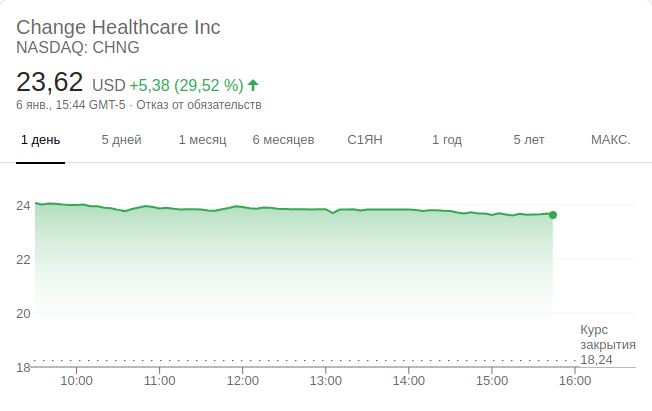 Change Healthcare Inc
NASDAQ: CHNG
23,62 USD +5,38 (29,52 %)
6 янв., 15:44 GMT-5 · Отказ от обязательств
1 день 5 дней 1 месяц 6 месяцев С1ЯН 1 год 5 лет МАКС.
24
22
20
Курс
закрытия
18,24
18
10:00 11:00 12:00 13:00 14:00 15:00 16:00